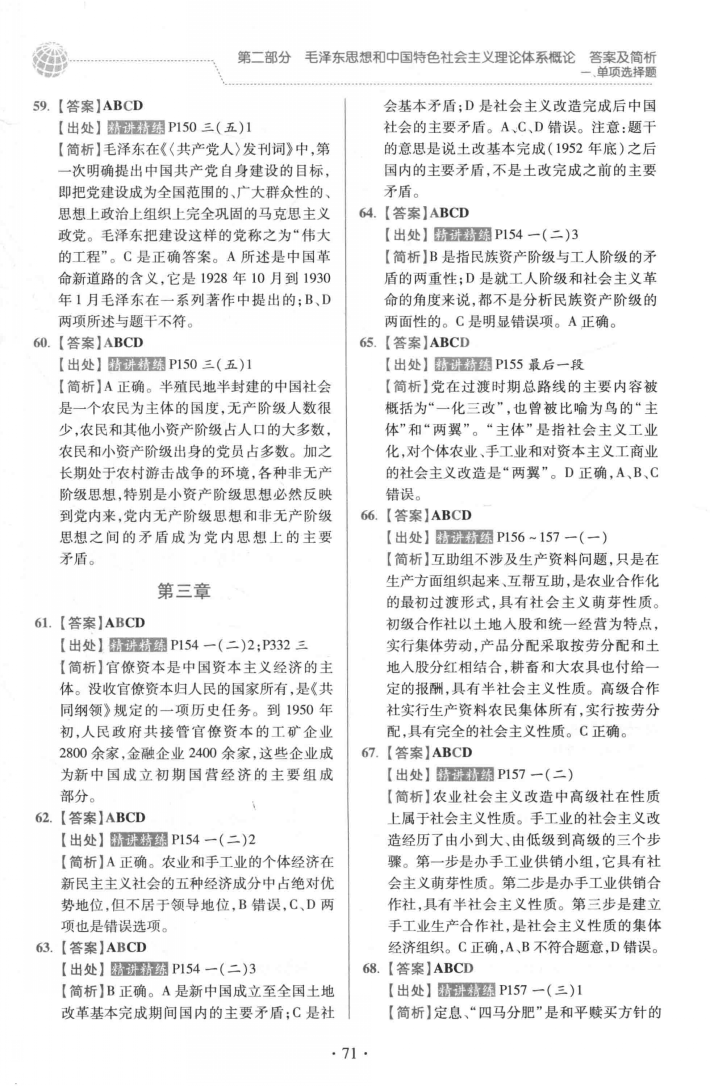 第二部分 毛泽东思想和中国特色社会主义理论体系概论 答案及简析
一、单项选择题
59. 【答案】ABCD
【出处】精讲精练 P150 三(五)1
【简析】毛泽东在《〈共产党人〉发刊词》中,第
一次明确提出中国共产党自身建设的目标,
即把党建设成为全国范围的、广大群众性的、
思想上政治上组织上完全巩固的马克思主义
政党。毛泽东把建设这样的党称之为“伟大
的工程”。C 是正确答案。A 所述是中国革
命新道路的含义,它是 1928 年 10 月到 1930
年 1 月毛泽东在一系列著作中提出的;B、D
两项所述与题干不符。
60. 【答案】ABCD
【出处】精讲精练 P150 三(五)1
【简析】A 正确。半殖民地半封建的中国社会
是一个农民为主体的国度,无产阶级人数很
少,农民和其他小资产阶级占人口的大多数,
农民和小资产阶级出身的党员占多数。加之
长期处于农村游击战争的环境,各种非无产
阶级思想,特别是小资产阶级思想必然反映
到党内来,党内无产阶级思想和非无产阶级
思想之间的矛盾成为党内思想上的主要
矛盾。
第三章
61. 【答案】ABCD
【出处】精讲精练 P154 一(二)2;P332 三
【简析】官僚资本是中国资本主义经济的主
体。没收官僚资本归人民的国家所有,是《共
同纲领》规定的一项历史任务。到 1950 年
初,人民政府共接管官僚资本的工矿企业
2800 余家,金融企业 2400 余家,这些企业成
为新中国成立初期国营经济的主要组成
部分。
62. 【答案】ABCD
【出处】精讲精练 P154 一(二)2
【简析】A 正确。农业和手工业的个体经济在
新民主主义社会的五种经济成分中占绝对优
势地位,但不居于领导地位,B 错误,C、D 两
项也是错误选项。
63. 【答案】ABCD
【出处】精讲精练 P154 一(二)3
【简析】B 正确。A 是新中国成立至全国土地
改革基本完成期间国内的主要矛盾;C 是社
会基本矛盾;D 是社会主义改造完成后中国
社会的主要矛盾。A、C、D 错误。注意:题干
的意思是说土改基本完成(1952 年底)之后
国内的主要矛盾,不是土改完成之前的主要
矛盾。
64. 【答案】ABCD
【出处】精讲精练 P154 一(二)3
【简析】B 是指民族资产阶级与工人阶级的矛
盾的两重性;D 是就工人阶级和社会主义革
命的角度来说,都不是分析民族资产阶级的
两面性的。C 是明显错误项。A 正确。
65. 【答案】ABCD
【出处】精讲精练 P155 最后一段
【简析】党在过渡时期总路线的主要内容被
概括为“一化三改”,也曾被比喻为鸟的“主
体”和“两翼”。“主体”是指社会主义工业
化,对个体农业、手工业和对资本主义工商业
的社会主义改造是“两翼”。D 正确,A、B、C
错误。
66. 【答案】ABCD
【出处】精讲精练 P156 ~ 157 一(一)
【简析】互助组不涉及生产资料问题,只是在
生产方面组织起来、互帮互助,是农业合作化
的最初过渡形式,具有社会主义萌芽性质。
初级合作社以土地入股和统一经营为特点,
实行集体劳动,产品分配采取按劳分配和土
地入股分红相结合,耕畜和大农具也付给一
定的报酬,具有半社会主义性质。高级合作
社实行生产资料农民集体所有,实行按劳分
配,具有完全的社会主义性质。C 正确。
67. 【答案】ABCD
【出处】精讲精练 P157 一(二)
【简析】农业社会主义改造中高级社在性质
上属于社会主义性质。手工业的社会主义改
造经历了由小到大、由低级到高级的三个步
骤。第一步是办手工业供销小组,它具有社
会主义萌芽性质。第二步是办手工业供销合
作社,具有半社会主义性质。第三步是建立
手工业生产合作社,是社会主义性质的集体
经济组织。C 正确,A、B 不符合题意,D 错误。
68. 【答案】ABCD
【出处】精讲精练 P157 一(三)1
【简析】定息、“四马分肥”是和平赎买方针的
· 71 ·